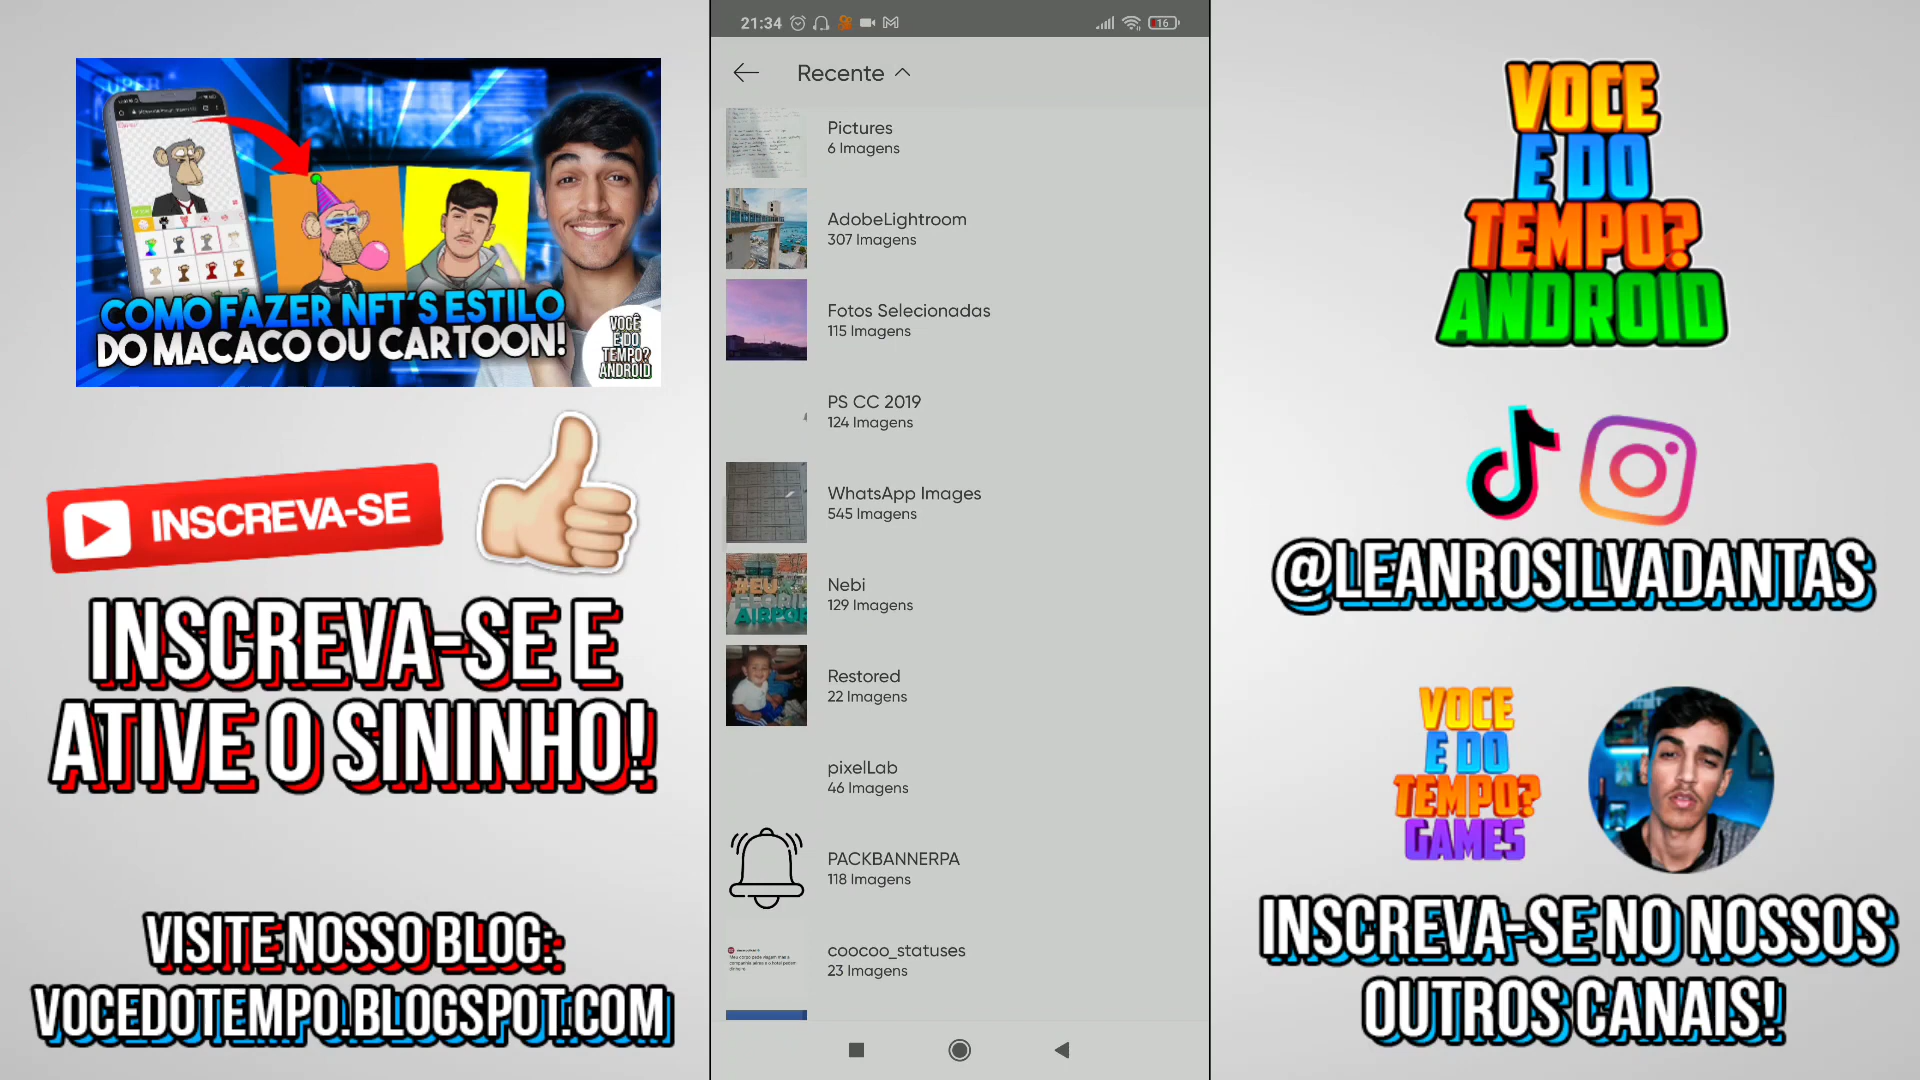 COMO FAZER NFT'S ESTILO
DO MACACO OU CARTOON!
VOCÊ
E DO
TEMPO?
ANDROID
INSCREVA-SE
INSCREVA-SE E
ATIVE O SININHO!
VISITE NOSSO BLOG:
VOCEDOTEMPO.BLOGSPOT.COM
21:34
16
Recente
Pictures
6 Imagens
AdobeLightroom
307 Imagens
Fotos Selecionadas
115 Imagens
PS CC 2019
124 Imagens
WhatsApp Images
545 Imagens
Nebi
129 Imagens
Restored
22 Imagens
pixelLab
46 Imagens
PACKBANNERPA
118 Imagens
coocoo_statuses
23 Imagens
VOCE
E DO
TEMPO?
ANDROID
@LEANROSILVADANTAS
VOCE
E DO
TEMPO?
GAMES
INSCREVA-SE NO NOSSOS
OUTROS CANAIS!